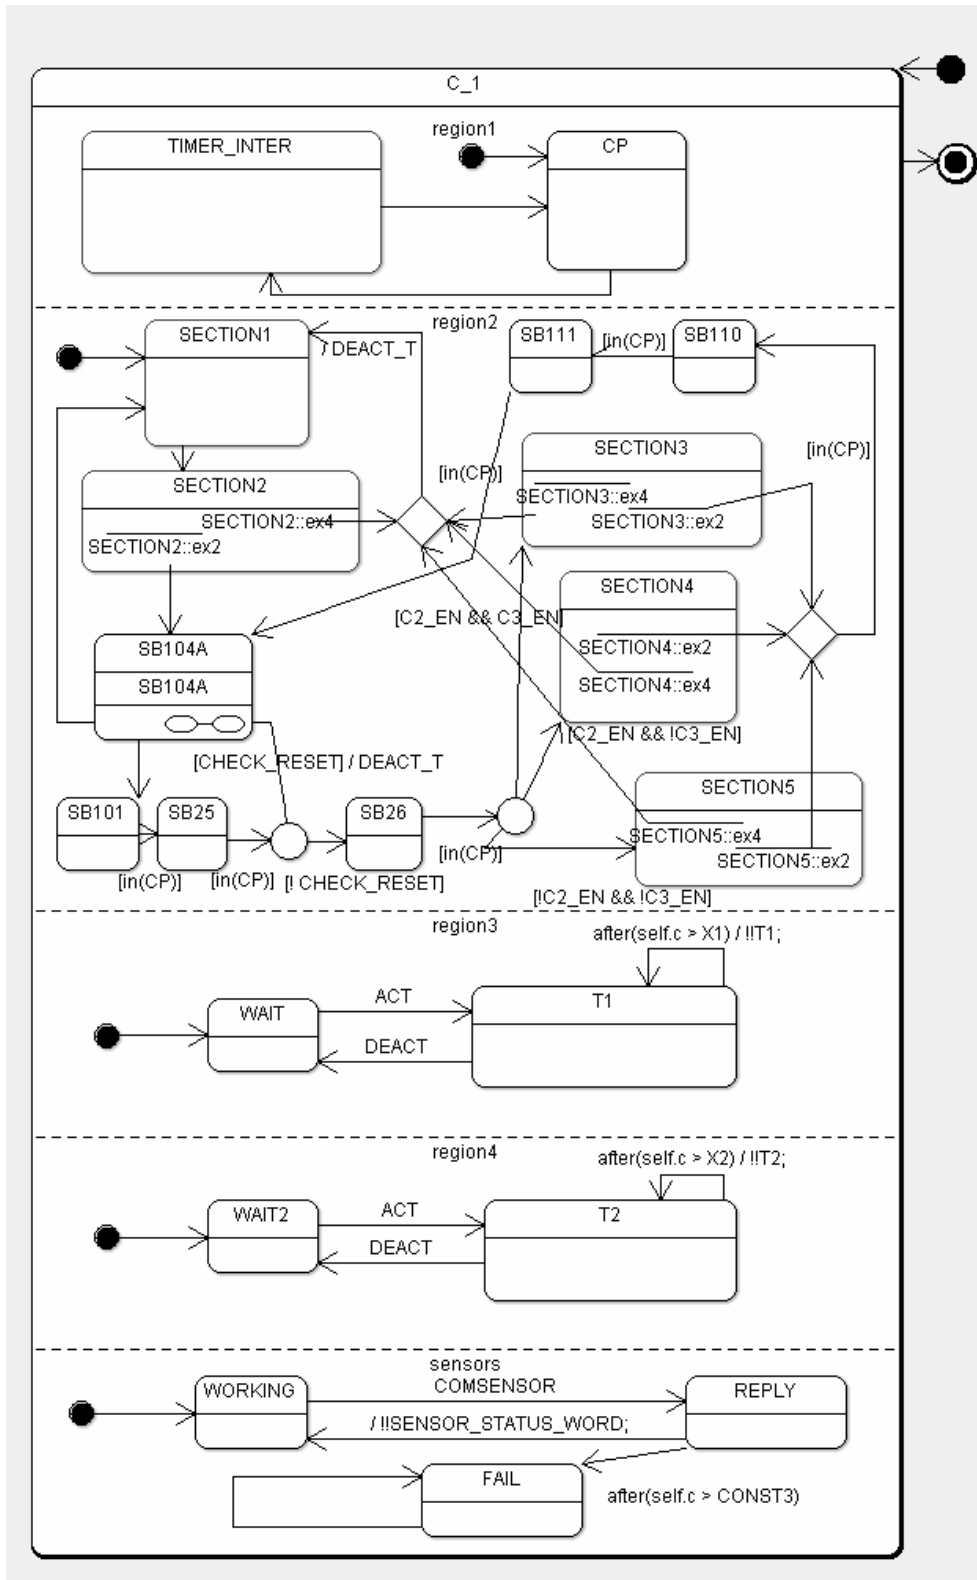 C_1
region1
TIMER_INTER
CP
region2
SECTION1
/ DEACT_T
SB111
[in(CP)]
SB110
SECTION3
[in(CP)]
[in(CP)]
SECTION2
SECTION3::ex4
SECTION2::ex4
SECTION3::ex2
SECTION2::ex2
SECTION4
[C2_EN && C3_EN]
SB104A
SECTION4::ex2
SB104A
SECTION4::ex4
[C2_EN && !C3_EN]
[CHECK_RESET] / DEACT_T
SECTION5
SB101
SB25
SB26
SECTION5::ex4
[in(CP)]
SECTION5::ex2
[in(CP)]
[in(CP)]
[! CHECK_RESET]
[!C2_EN && !C3_EN]
region3
after(self.c > X1) / !!T1;
ACT
T1
WAIT
DEACT
region4
after(self.c > X2) / !!T2;
ACT
WAIT2
T2
DEACT
sensors
COMSENSOR
WORKING
REPLY
/ !!SENSOR_STATUS_WORD;
FAIL
after(self.c > CONST3)